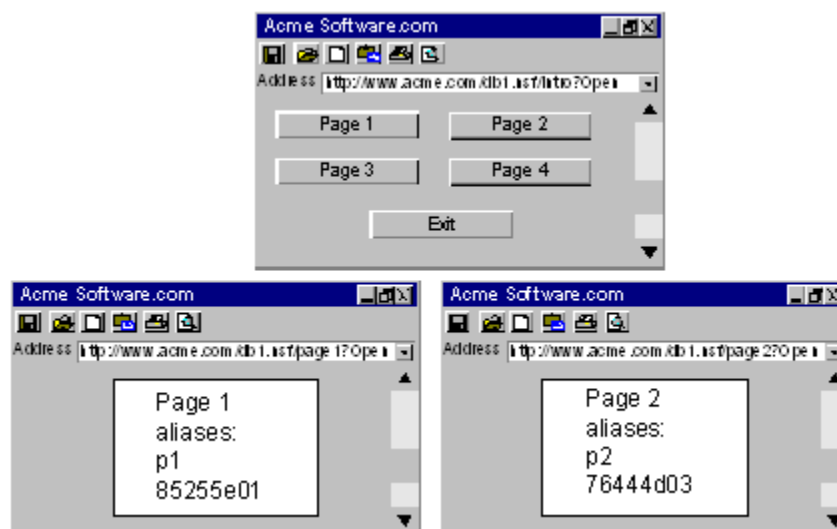 Acme Software.com
Address http://www.acme.com/db1.nsf/Intro?Open
Page 1 Page 2
Page 3 Page 4
Exit
Acme Software.com
Address http://www.acme.com/db1.nsf/page1?Open
Page 1
aliases:
p1
85255e01
Acme Software.com
Address http://www.acme.com/db1.nsf/page2?Open
Page 2
aliases:
p2
76444d03